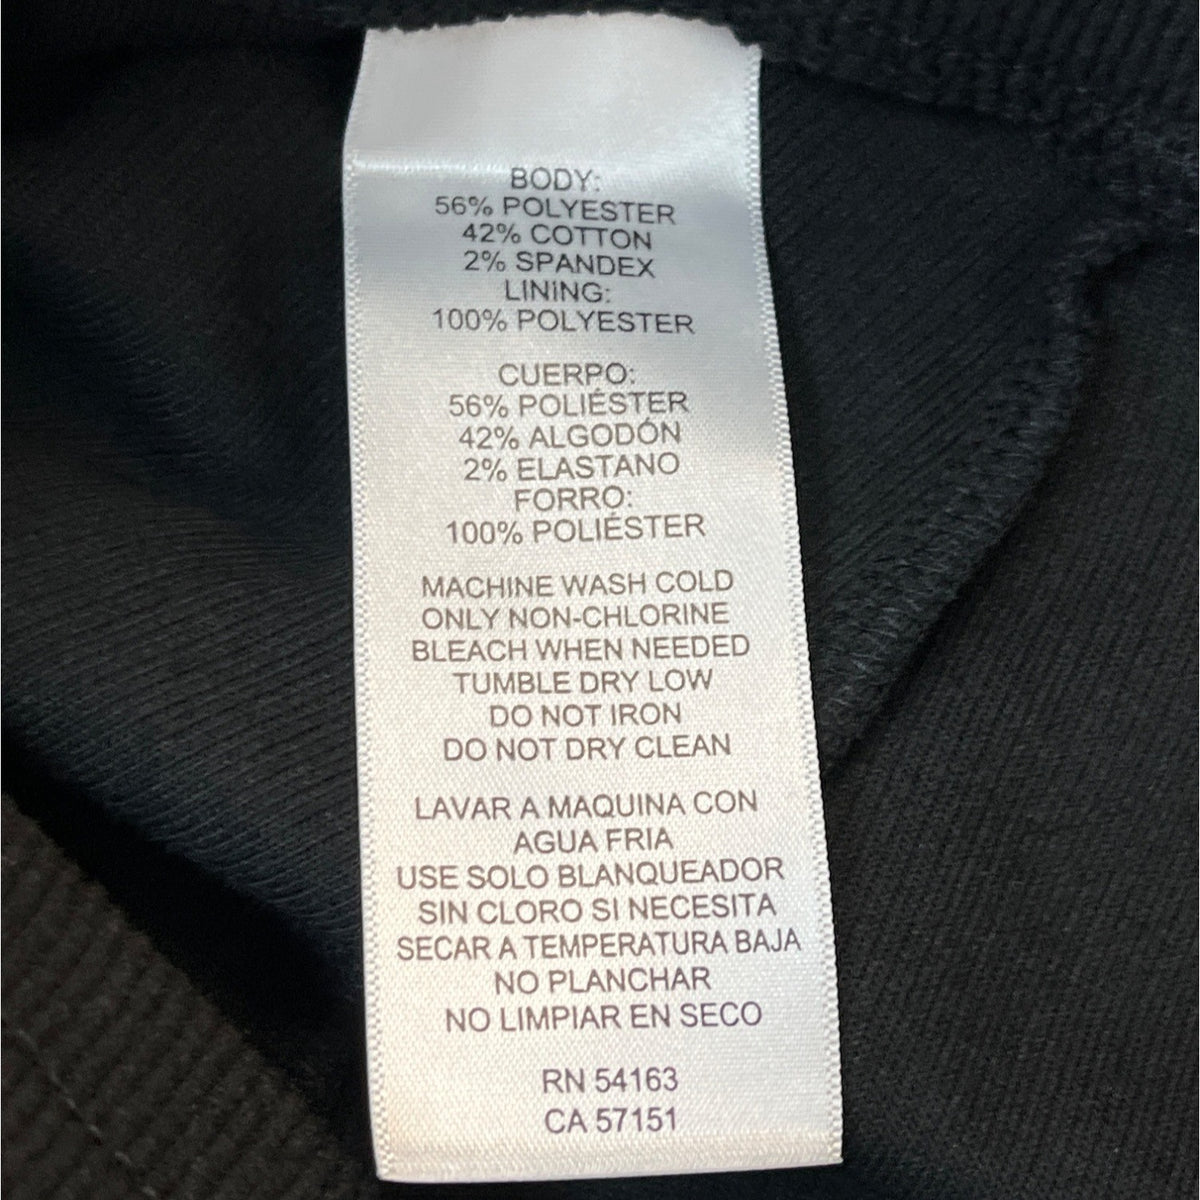 BODY:
56% POLYESTER
42% COTTON
2% SPANDEX
LINING:
100% POLYESTER
CUERPO:
56% POLIÉSTER
42% ALGODÓN
2% ELASTANO
FORRO:
100% POLIÉSTER
MACHINE WASH COLD
ONLY NON-CHLORINE
BLEACH WHEN NEEDED
TUMBLE DRY LOW
DO NOT IRON
DO NOT DRY CLEAN
LAVAR A MAQUINA CON
AGUA FRIA
USE SOLO BLANQUEADOR
SIN CLORO SI NECESITA
SECAR A TEMPERATURA BAJA
NO PLANCHAR
NO LIMPIAR EN SECO
RN 54163
CA 57151